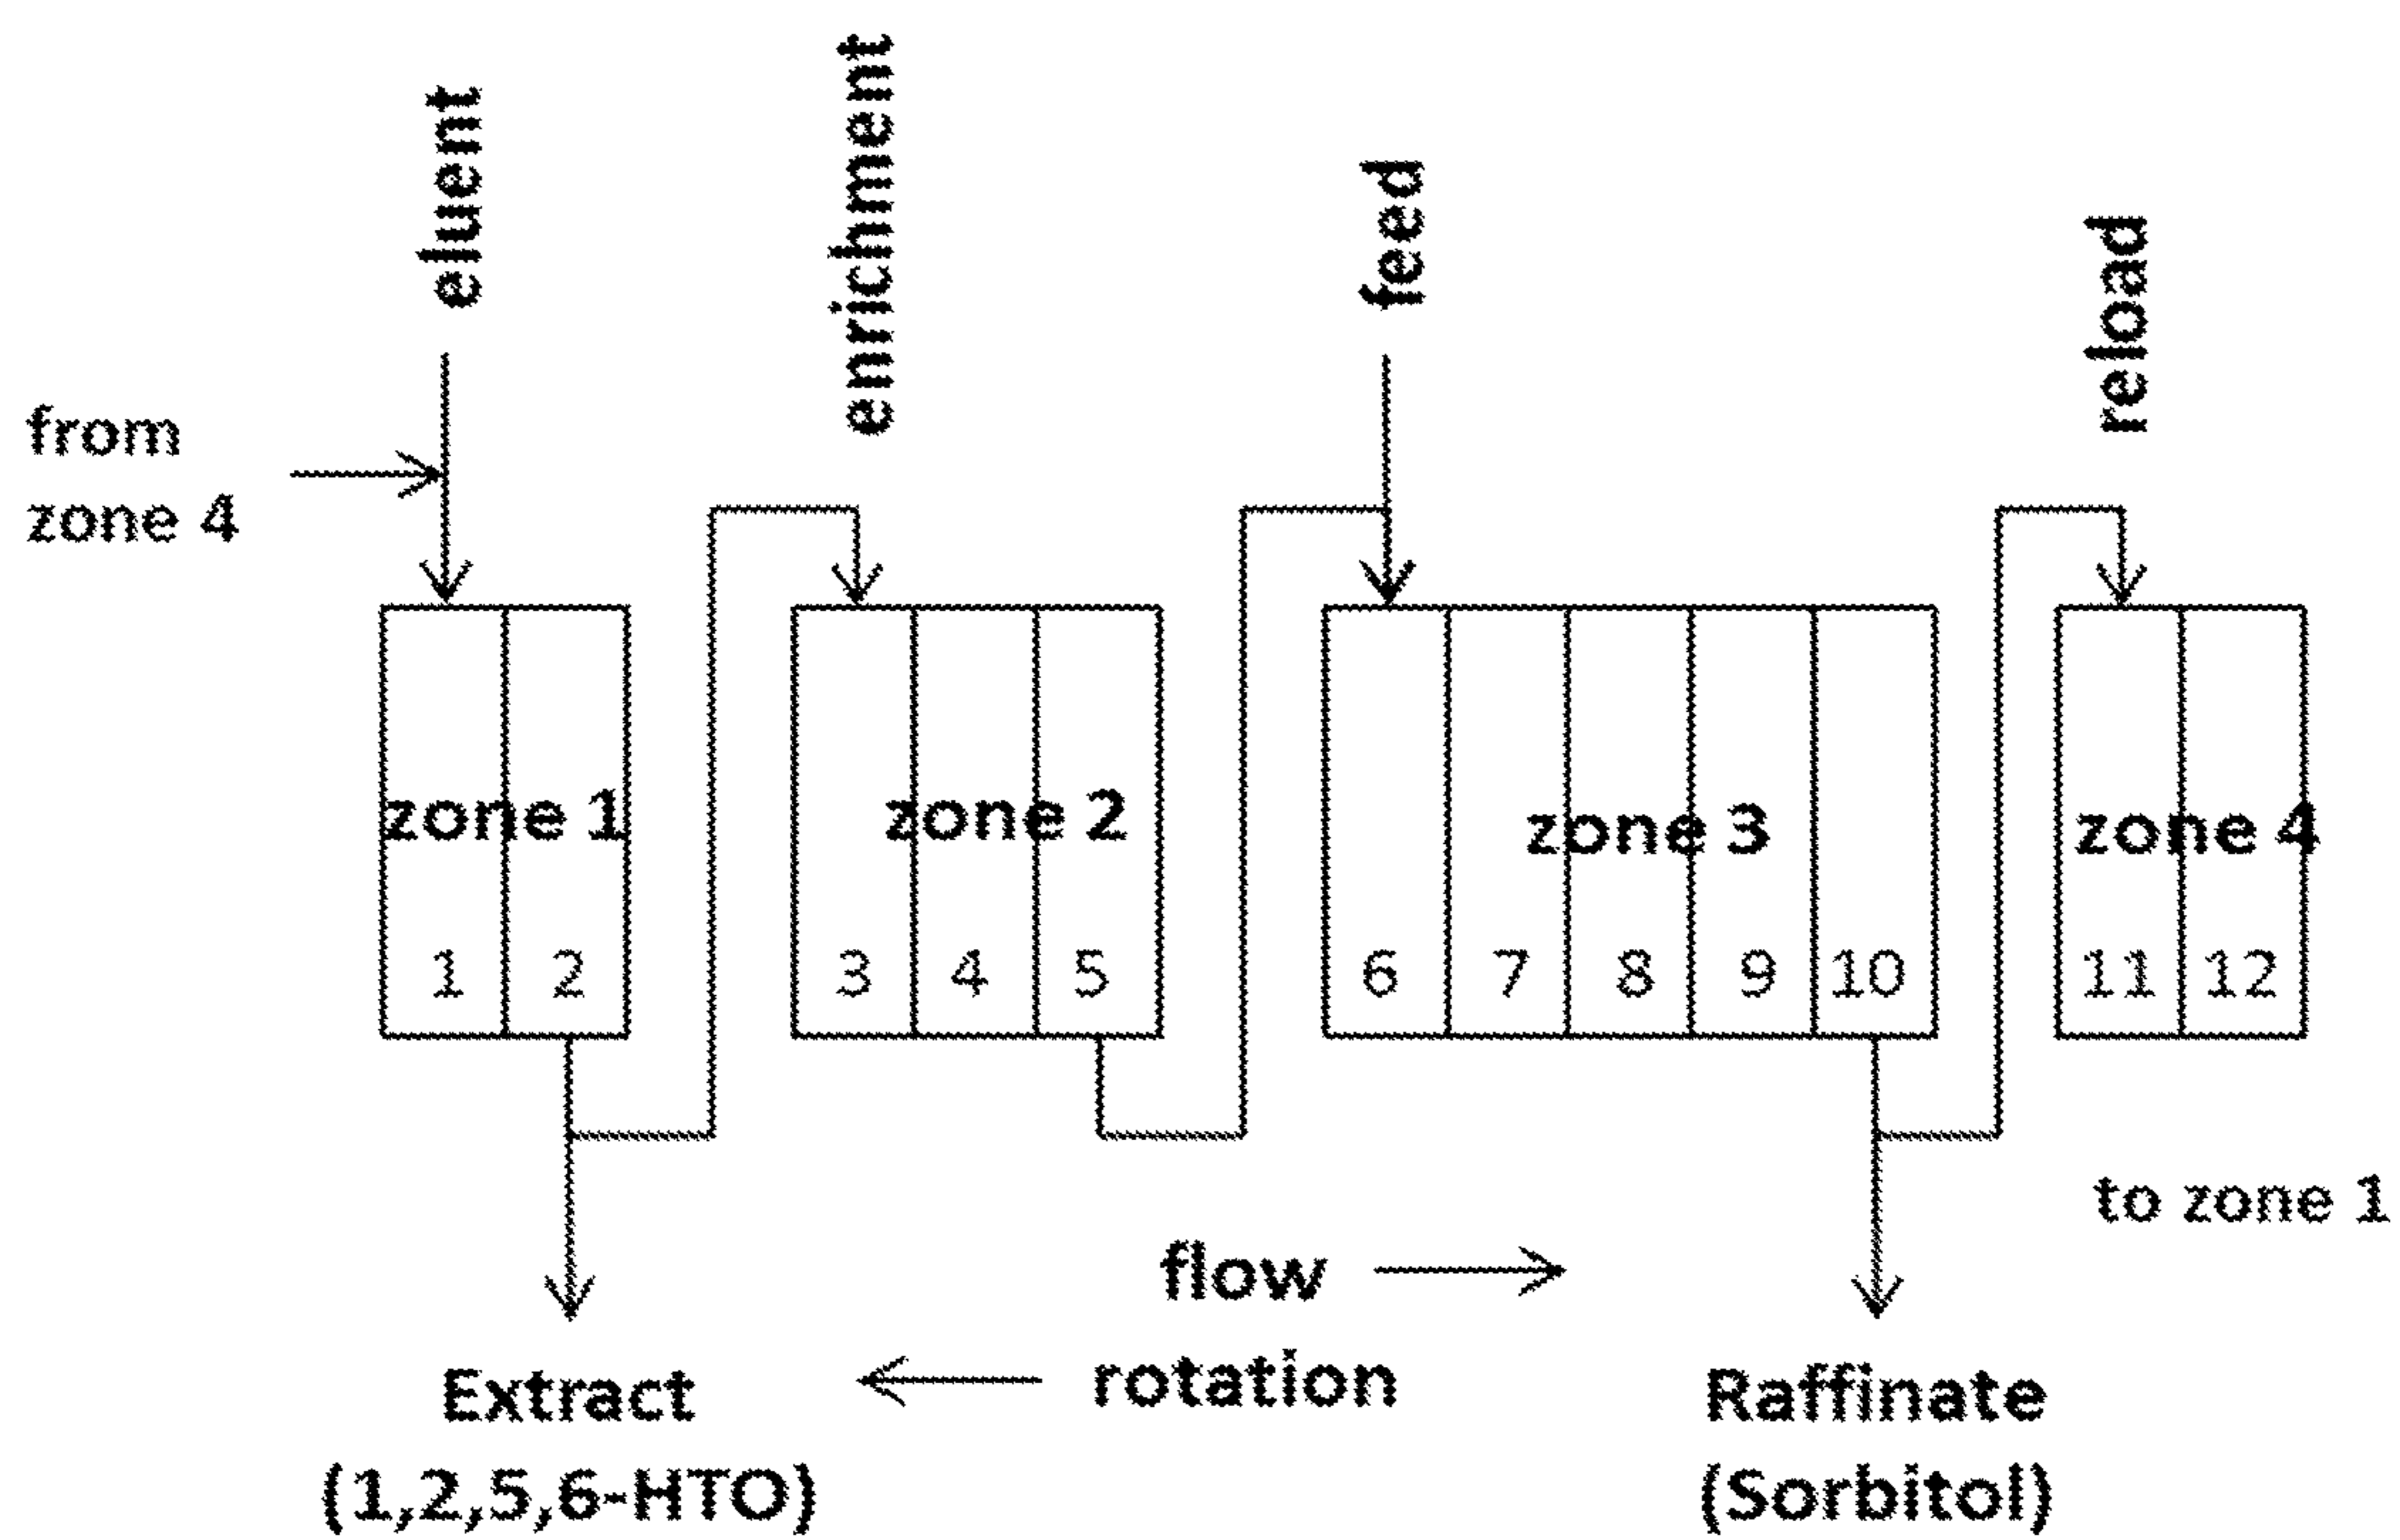 eluent
enrichment
feed
reload
from
zone 4
zone 1
zone 2
zone 3
zone 4
1 2 3 4 5 6 7 8 9 10 11 12
to zone 1
flow
rotation
Extract
(1,2,5,6-HTO)
Raffinate
(Sorbitol)